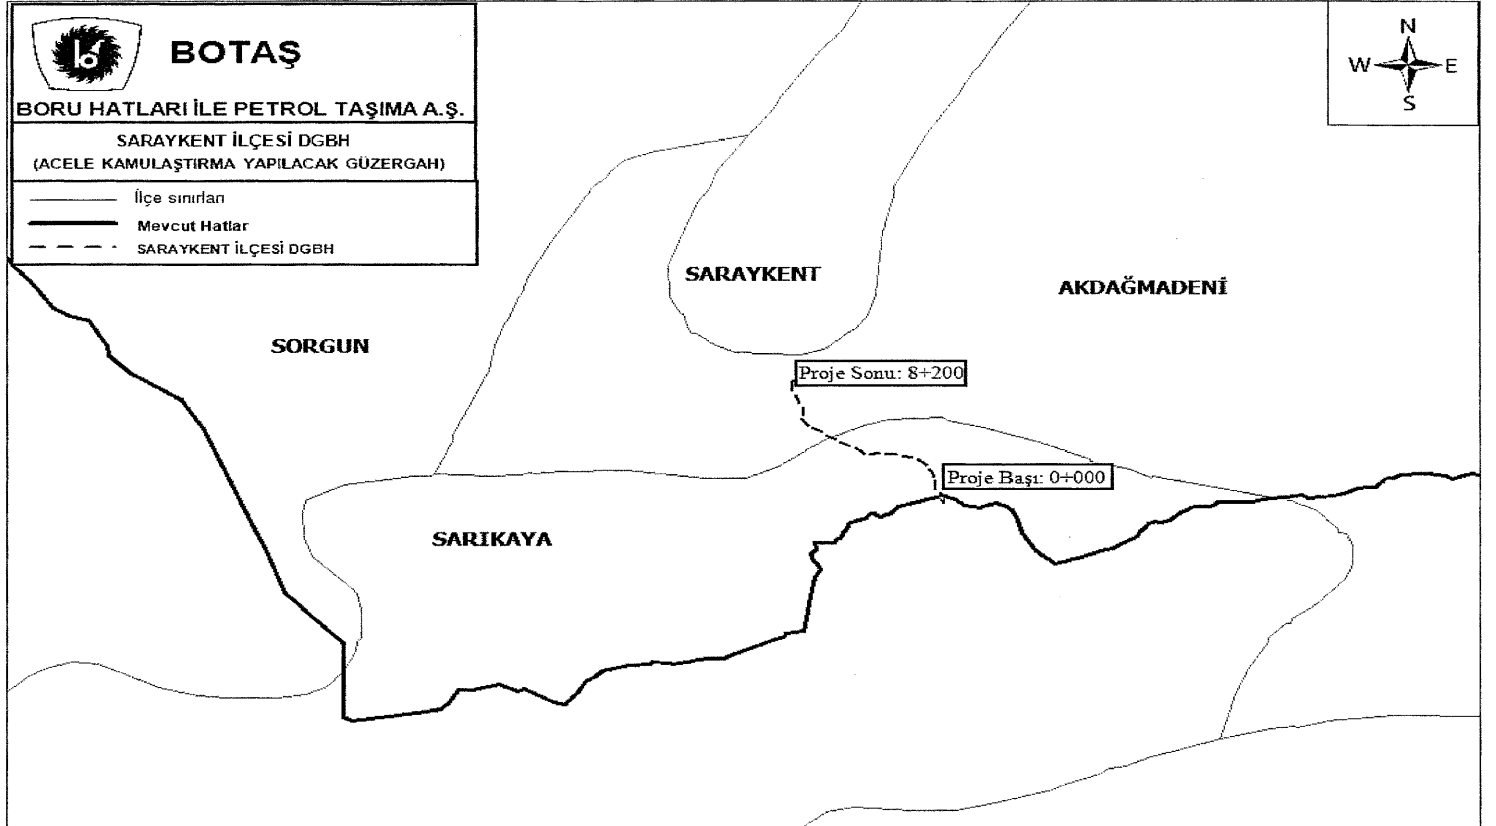 BOTAŞ
BORU HATLARI İLE PETROL TAŞIMA A.Ş.
SARAYKENT İLÇESİ DGBH
(ACELE KAMULAŞTIRMA YAPILACAK GÜZERGAH)
İlçe sınırları
Mevcut Hatlar
SARAYKENT İLÇESİ DGBH
N
W E
S
SARAYKENT
AKDAĞMADENİ
SORGUN
Proje Sonu: 8+200
Proje Başı: 0+000
SARIKAYA